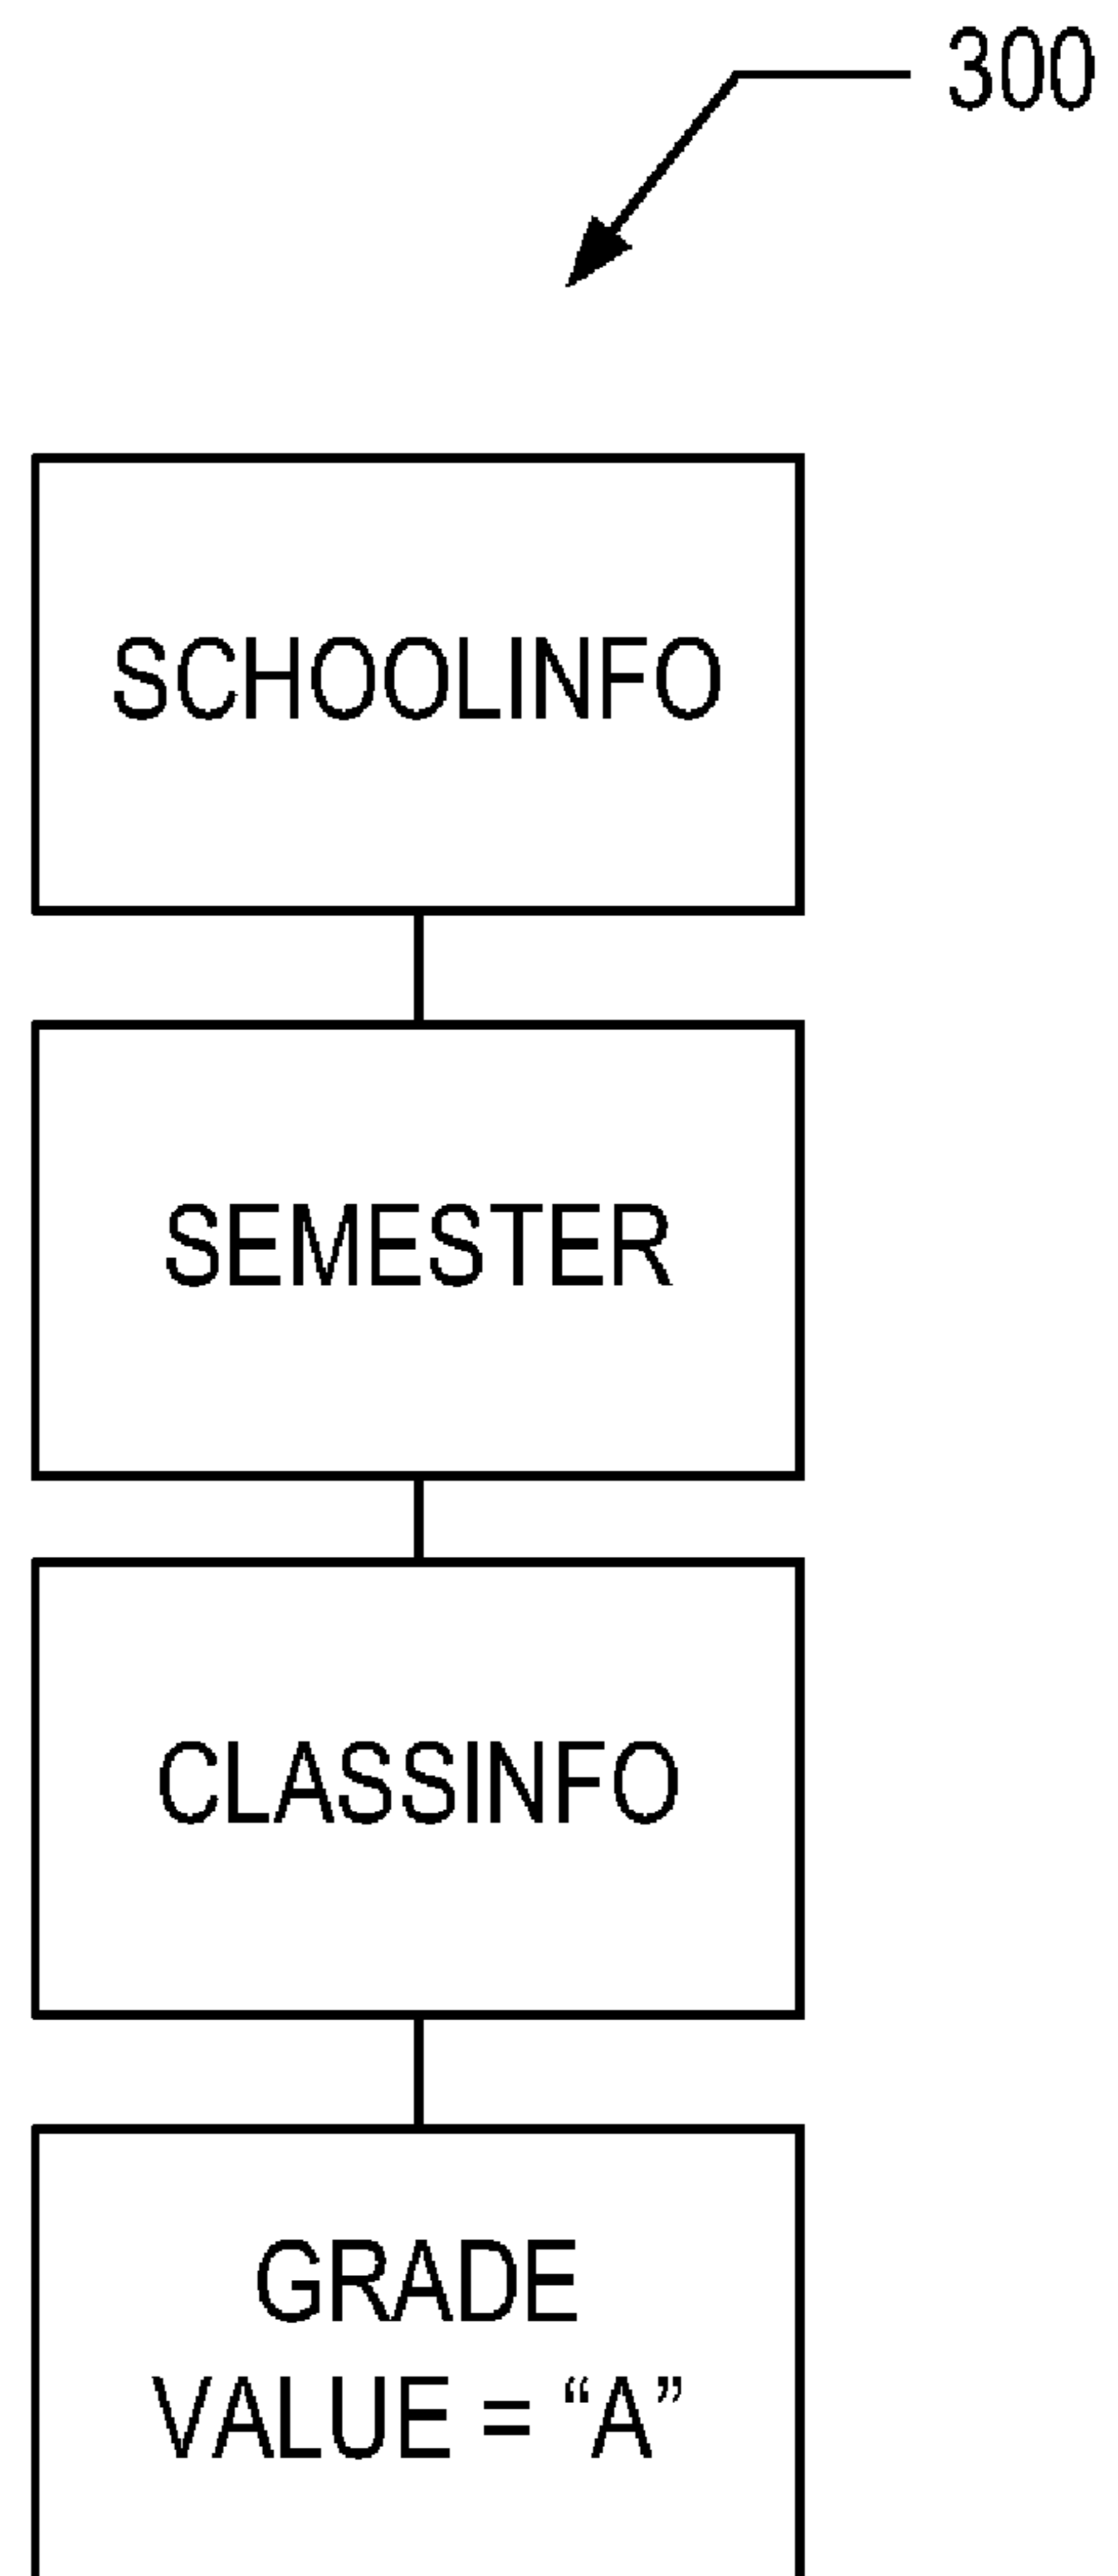 300
SCHOOLINFO
SEMESTER
CLASSINFO
GRADE
VALUE = “A”